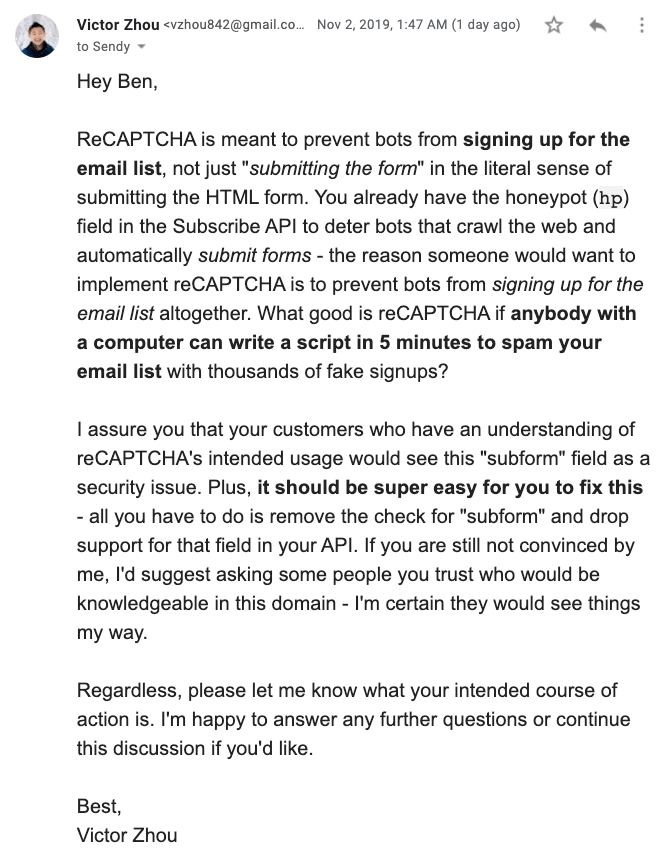 Victor Zhou <vzhou842@gmail.co... Nov 2, 2019, 1:47 AM (1 day ago)
to Sendy
Hey Ben,
ReCAPTCHA is meant to prevent bots from signing up for the
email list, not just "submitting the form" in the literal sense of
submitting the HTML form. You already have the honeypot (hp)
field in the Subscribe API to deter bots that crawl the web and
automatically submit forms - the reason someone would want to
implement reCAPTCHA is to prevent bots from signing up for the
email list altogether. What good is reCAPTCHA if anybody with
a computer can write a script in 5 minutes to spam your
email list with thousands of fake signups?
I assure you that your customers who have an understanding of
reCAPTCHA's intended usage would see this "subform" field as a
security issue. Plus, it should be super easy for you to fix this
- all you have to do is remove the check for "subform" and drop
support for that field in your API. If you are still not convinced by
me, I'd suggest asking some people you trust who would be
knowledgeable in this domain - I'm certain they would see things
my way.
Regardless, please let me know what your intended course of
action is. I'm happy to answer any further questions or continue
this discussion if you'd like.
Best,
Victor Zhou